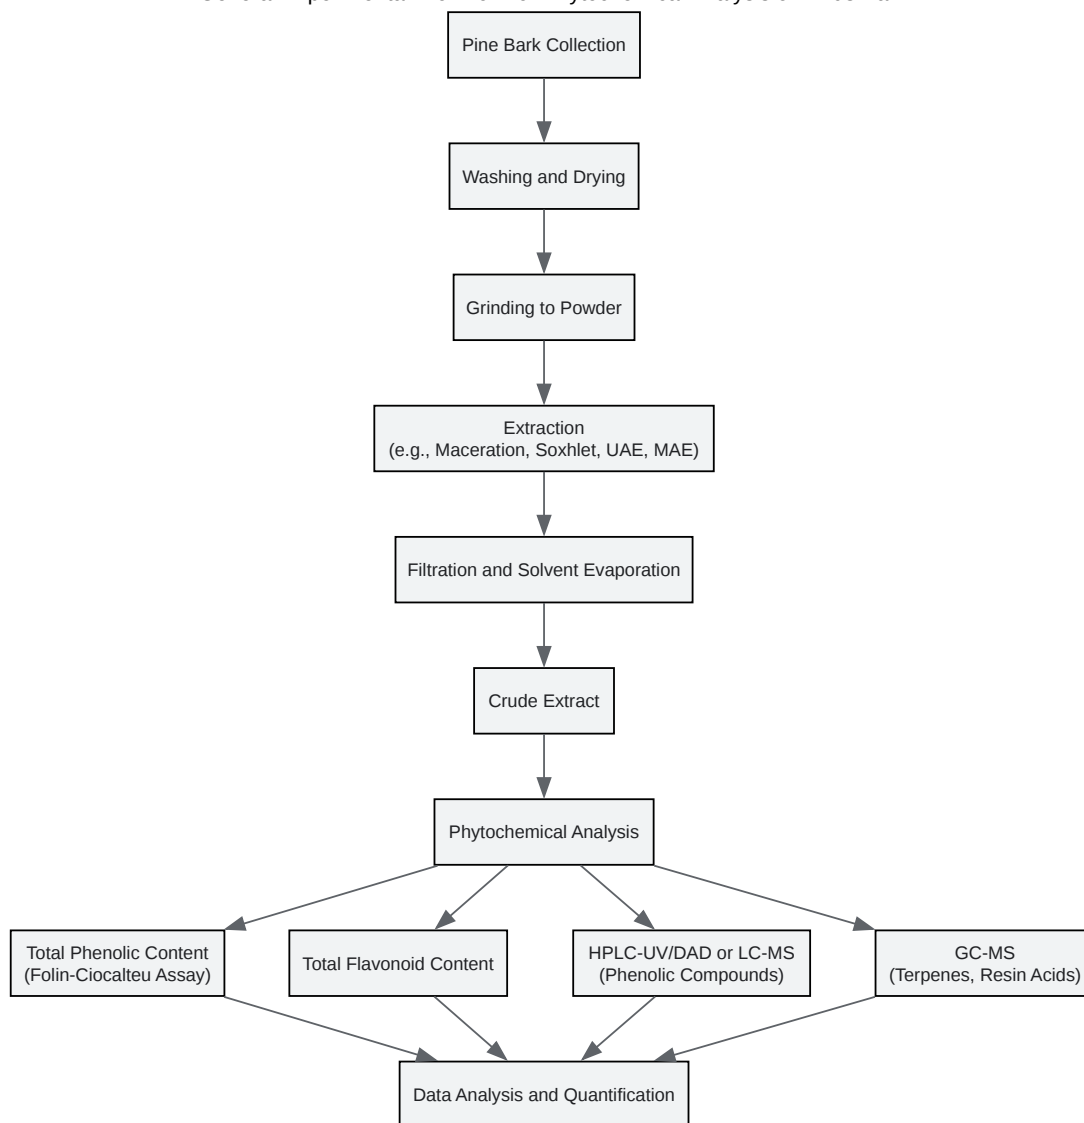 Pine Bark Collection
Washing and Drying
Grinding to Powder
Extraction
(e.g., Maceration, Soxhlet, UAE, MAE)
Filtration and Solvent Evaporation
Crude Extract
Phytochemical Analysis
Total Phenolic Content
(Folin-Ciocalteu Assay)
Total Flavonoid Content
HPLC-UV/DAD or LC-MS
(Phenolic Compounds)
GC-MS
(Terpenes, Resin Acids)
Data Analysis and Quantification